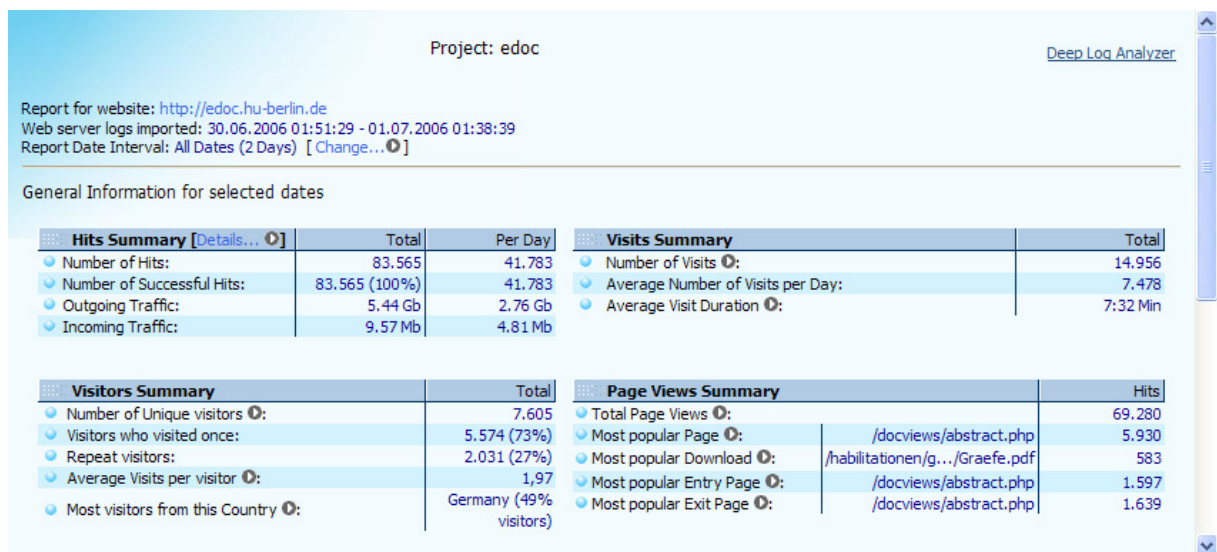 Project: edoc
Deep Log Analyzer
Report for website: http://edoc.hu-berlin.de
Web server logs imported: 30.06.2006 01:51:29 - 01.07.2006 01:38:39
Report Date Interval: All Dates (2 Days) [ Change... ]
General Information for selected dates
Hits Summary [Details... ] Total Per Day
Number of Hits: 83.565 41.783
Number of Successful Hits: 83.565 (100%) 41.783
Outgoing Traffic: 5.44 Gb 2.76 Gb
Incoming Traffic: 9.57 Mb 4.81 Mb
Visits Summary Total
Number of Visits : 14.956
Average Number of Visits per Day: 7.478
Average Visit Duration : 7:32 Min
Visitors Summary Total
Number of Unique visitors : 7.605
Visitors who visited once: 5.574 (73%)
Repeat visitors: 2.031 (27%)
Average Visits per visitor : 1,97
Most visitors from this Country : Germany (49%
visitors)
Page Views Summary Hits
Total Page Views : 69.280
Most popular Page : /docviews/abstract.php 5.930
Most popular Download : /habilitationen/g.../Graefe.pdf 583
Most popular Entry Page : /docviews/abstract.php 1.597
Most popular Exit Page : /docviews/abstract.php 1.639